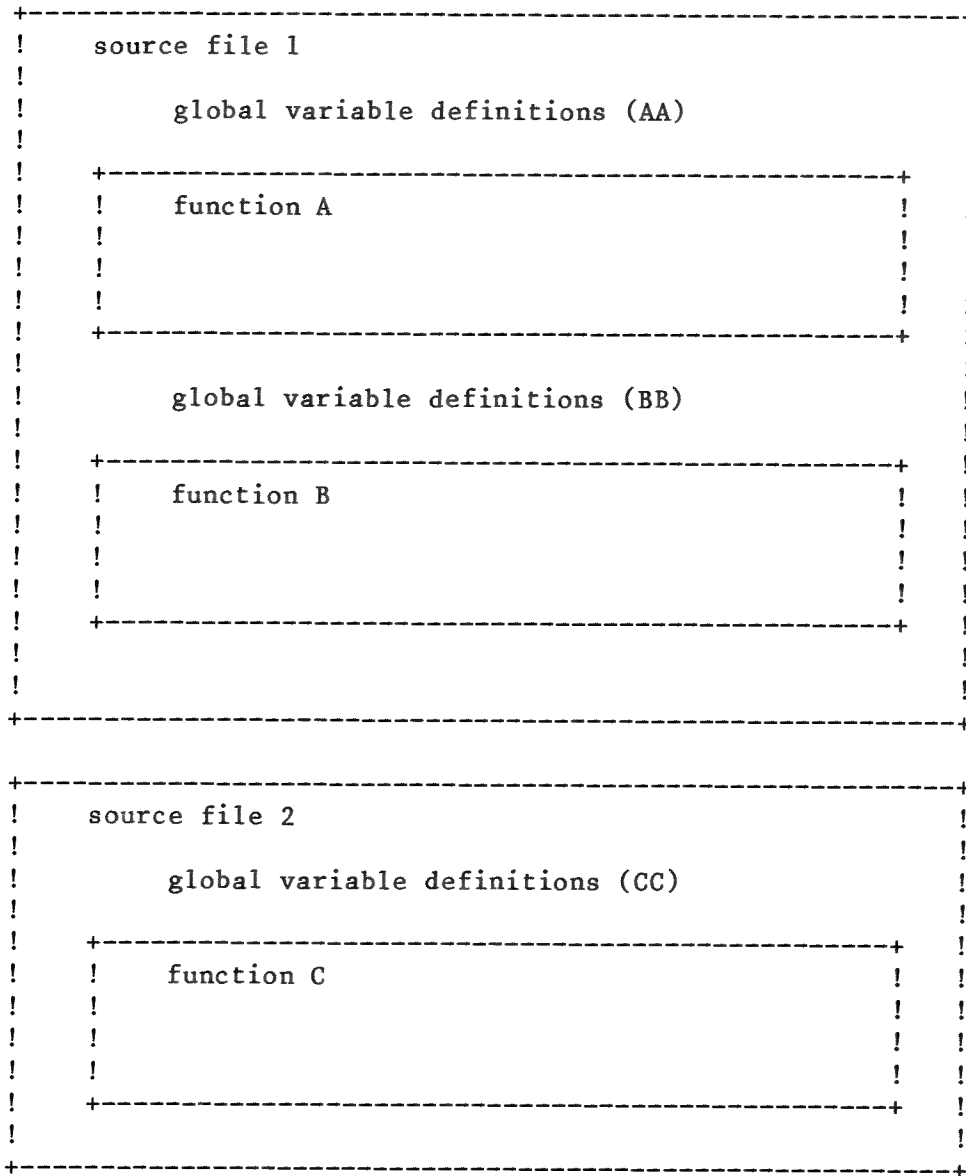 source file 1
global variable definitions (AA)
function A
global variable definitions (BB)
function B
source file 2
global variable definitions (CC)
function C